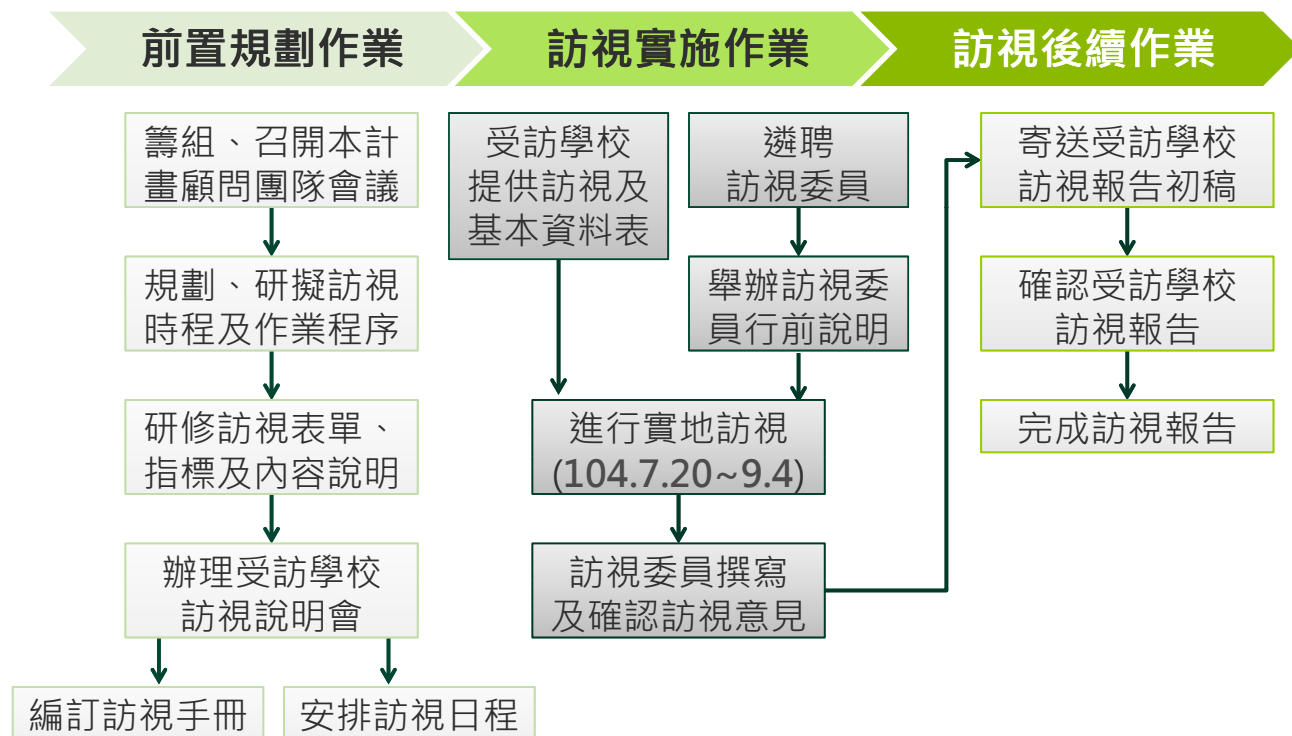 前置規劃作業
訪視實施作業
訪視後續作業
籌組、召開本計
畫顧問團隊會議
規劃、研擬訪視
時程及作業程序
研修訪視表單、
指標及內容說明
辦理受訪學校
訪視說明會
編訂訪視手冊
安排訪視日程
受訪學校
提供訪視及
基本資料表
遴聘
訪視委員
舉辦訪視委
員行前說明
進行實地訪視
(104.7.20~9.4)
訪視委員撰寫
及確認訪視意見
寄送受訪學校
訪視報告初稿
確認受訪學校
訪視報告
完成訪視報告